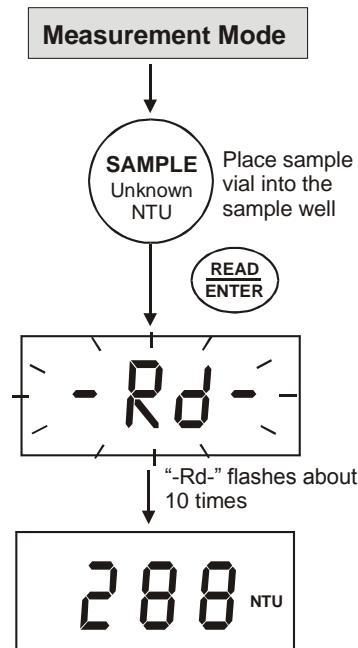 Measurement Mode
SAMPLE
Unknown
NTU
Place sample
vial into the
sample well
READ
ENTER
-Rd-
“-Rd-” flashes about
10 times
288 NTU